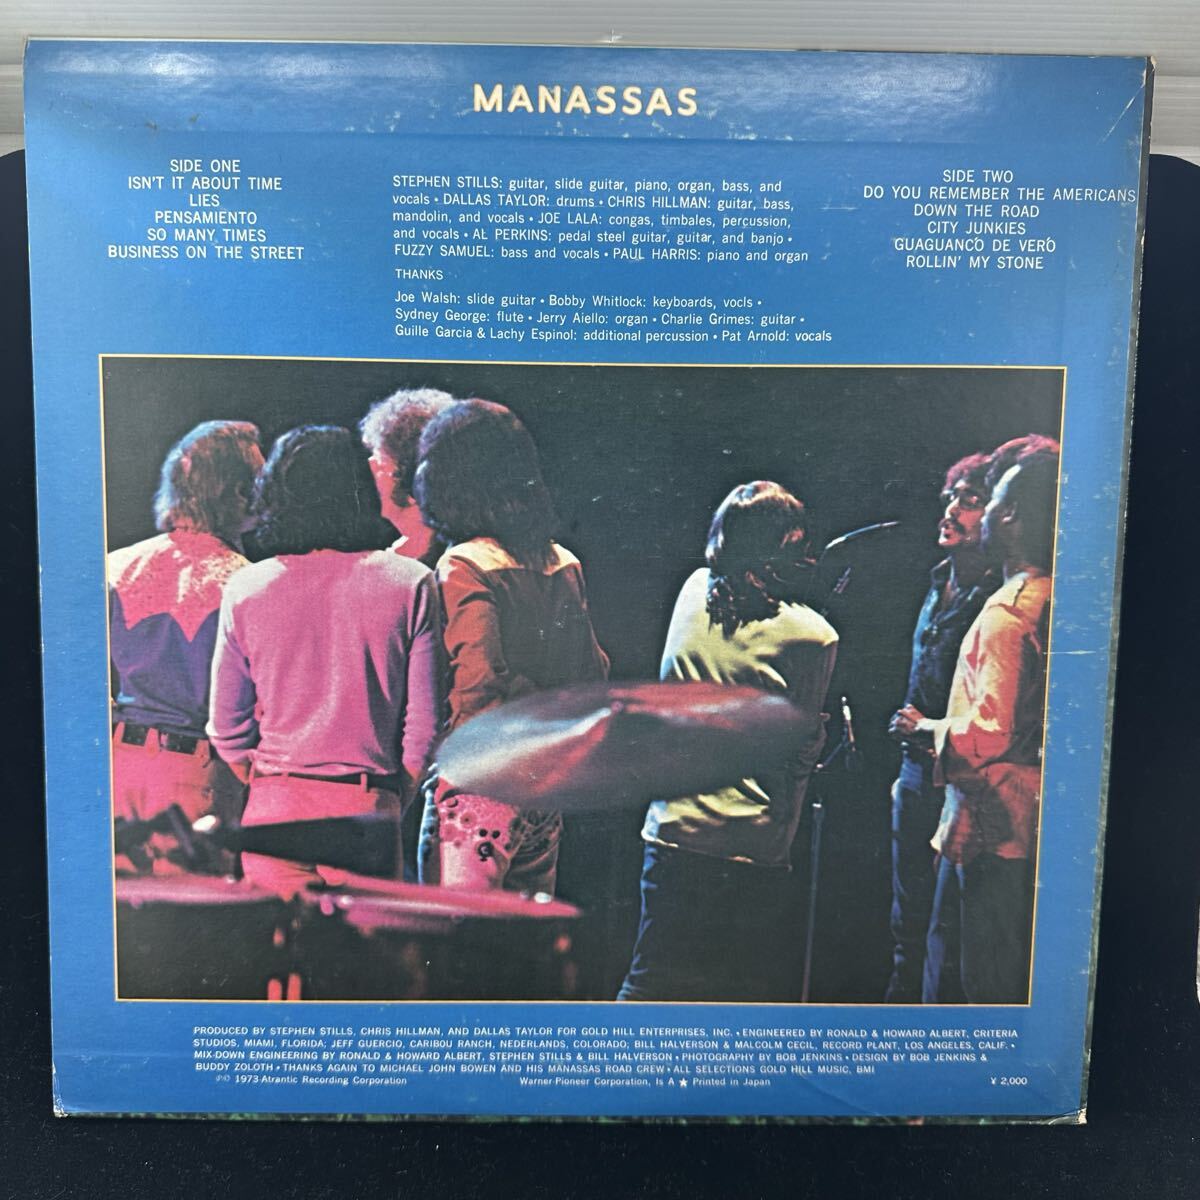 MANASSAS
SIDE ONE
ISN'T IT ABOUT TIME
LIES
PENSAMIENTO
SO MANY TIMES
BUSINESS ON THE STREET
STEPHEN STILLS: guitar, slide guitar, piano, organ, bass, and
vocals • DALLAS TAYLOR: drums • CHRIS HILLMAN: guitar, bass,
mandolin, and vocals • JOE LALA: congas, timbales, percussion,
and vocals • AL PERKINS: pedal steel guitar, guitar, and banjo •
FUZZY SAMUEL: bass and vocals • PAUL HARRIS: piano and organ
THANKS
Joe Walsh: slide guitar • Bobby Whitlock: keyboards, vocls •
Sydney George: flute • Jerry Aiello: organ • Charlie Grimes: guitar •
Guille Garcia & Lachy Espinol: additional percussion • Pat Arnold: vocals
SIDE TWO
DO YOU REMEMBER THE AMERICANS
DOWN THE ROAD
CITY JUNKIES
GUAGUANCÓ DE VERÓ
ROLLIN' MY STONE
PRODUCED BY STEPHEN STILLS, CHRIS HILLMAN, AND DALLAS TAYLOR FOR GOLD HILL ENTERPRISES, INC. • ENGINEERED BY RONALD & HOWARD ALBERT, CRITERIA
STUDIOS, MIAMI, FLORIDA; JEFF GUERCIO, CARIBOU RANCH, NEDERLANDS, COLORADO; BILL HALVERSON & MALCOLM CECIL, RECORD PLANT, LOS ANGELES, CALIF. •
MIX-DOWN ENGINEERING BY RONALD & HOWARD ALBERT, STEPHEN STILLS & BILL HALVERSON • PHOTOGRAPHY BY BOB JENKINS • DESIGN BY BOB JENKINS &
BUDDY ZOLOTH • THANKS AGAIN TO MICHAEL JOHN BOWEN AND HIS MANASSAS ROAD CREW • ALL SELECTIONS GOLD HILL MUSIC, BMI
℗© 1973 Atrantic Recording Corporation
Warner-Pioneer Corporation, Is A ★ Printed in Japan
¥ 2,000